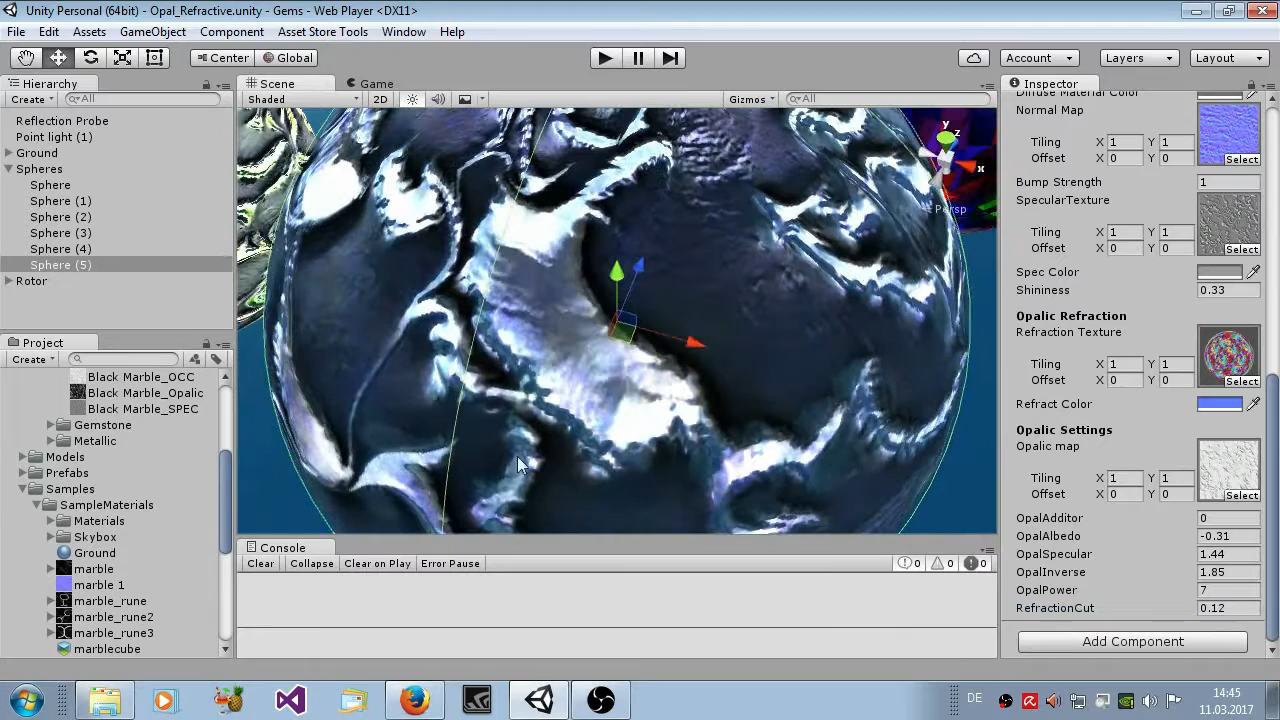 Unity Personal (64bit) - Opal_Refractive.unity - Gems - Web Player <DX11>
File Edit Assets GameObject Component Asset Store Tools Window Help
Center Global Account Layers Layout
Hierarchy
Create All
Reflection Probe
Point light (1)
Ground
Spheres
Sphere
Sphere (1)
Sphere (2)
Sphere (3)
Sphere (4)
Sphere (5)
Rotor
Project
Create
Black Marble_OCC
Black Marble_Opalic
Black Marble_SPEC
Gemstone
Metallic
Models
Prefabs
Samples
SampleMaterials
Materials
Skybox
Ground
marble
marble 1
marble_rune
marble_rune2
marble_rune3
marblecube
Scene Game
Shaded 2D Gizmos All
y
z
x
Persp
Console
Clear Collapse Clear on Play Error Pause 0 0 0
Inspector
Diffuse Material Color
Normal Map
Tiling X 1 Y 1
Offset X 0 Y 0 Select
Bump Strength 1
SpecularTexture
Tiling X 1 Y 1
Offset X 0 Y 0 Select
Spec Color
Shininess 0.33
Opalic Refraction
Refraction Texture
Tiling X 1 Y 1
Offset X 0 Y 0 Select
Refract Color
Opalic Settings
Opalic map
Tiling X 1 Y 1
Offset X 0 Y 0 Select
OpalAdditor 0
OpalAlbedo -0.31
OpalSpecular 1.44
OpalInverse 1.85
OpalPower 7
RefractionCut 0.12
Add Component
DE
14:45
11.03.2017